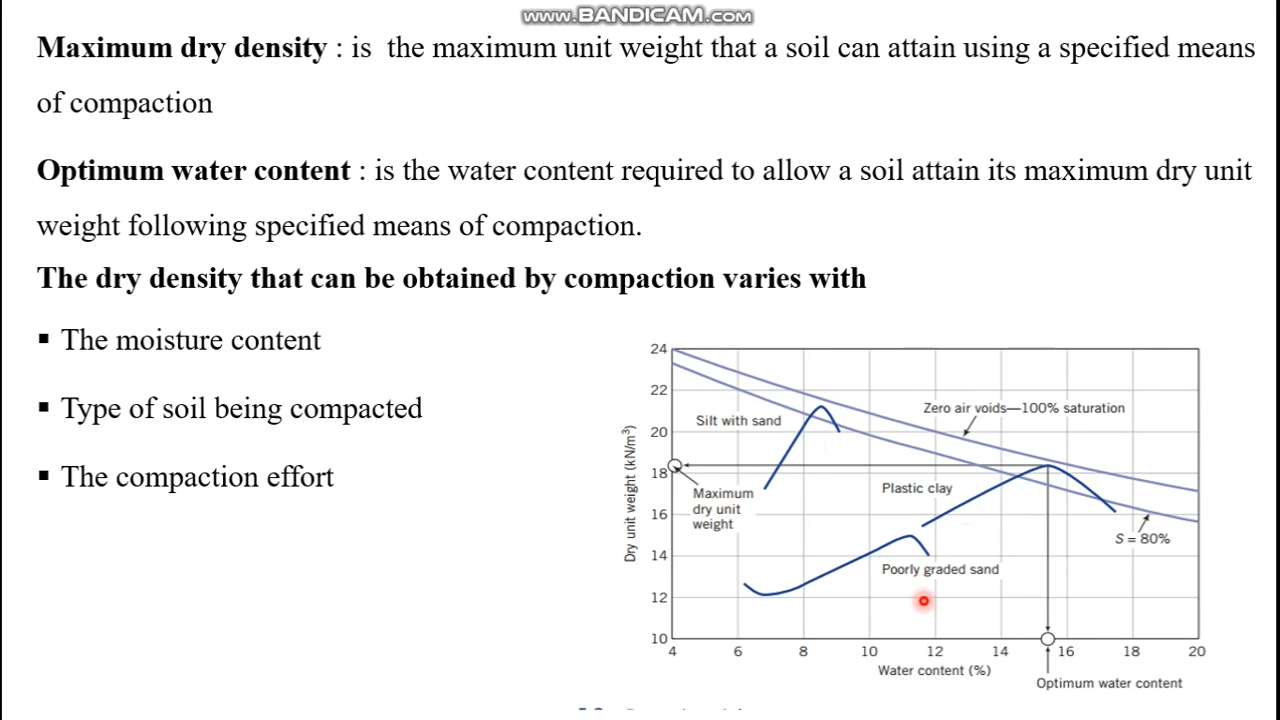 www.BANDICAM.com
Maximum dry density : is the maximum unit weight that a soil can attain using a specified means
of compaction
Optimum water content : is the water content required to allow a soil attain its maximum dry unit
weight following specified means of compaction.
The dry density that can be obtained by compaction varies with
▪ The moisture content
▪ Type of soil being compacted
▪ The compaction effort
24
22
20
18
16
14
12
10
Dry unit weight (kN/m³)
Silt with sand
Zero air voids—100% saturation
Maximum
dry unit
weight
Plastic clay
S = 80%
Poorly graded sand
4 6 8 10 12 14 16 18 20
Water content (%)
Optimum water content